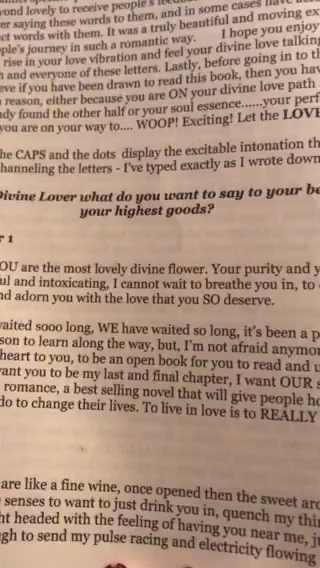 yond lovely to receive people's
er saying these words to them, and in some cases have
ct words with them. It was a truly beautiful and moving
ple's journey in such a romantic way. I hope you enjoy
rise in your love vibration and feel your divine love talking
h and everyone of these letters. Lastly, before going in to th
eve if you have been drawn to read this book, then you hav
reason, either because you are ON your divine love path
dy found the other half or your soul essence......your perf
you are on your way to.... WOOP! Exciting! Let the LOVE
he CAPS and the dots display the excitable intonation th
hanneling the letters - I've typed exactly as I wrote down
Divine Lover what do you want to say to your be
your highest goods?
r 1
OU are the most lovely divine flower. Your purity and y
ul and intoxicating, I cannot wait to breathe you in, to
nd adorn you with the love that you SO deserve.
waited sooo long, WE have waited so long, it's been a p
son to learn along the way, but, I'm not afraid anymor
heart to you, to be an open book for you to read and u
want you to be my last and final chapter, I want OUR s
romance, a best selling novel that will give people ho
do to change their lives. To live in love is to REALLY
are like a fine wine, once opened then the sweet aro
senses to want to just drink you in, quench my thi
ht headed with the feeling of having you near me, ju
gh to send my pulse racing and electricity flowing